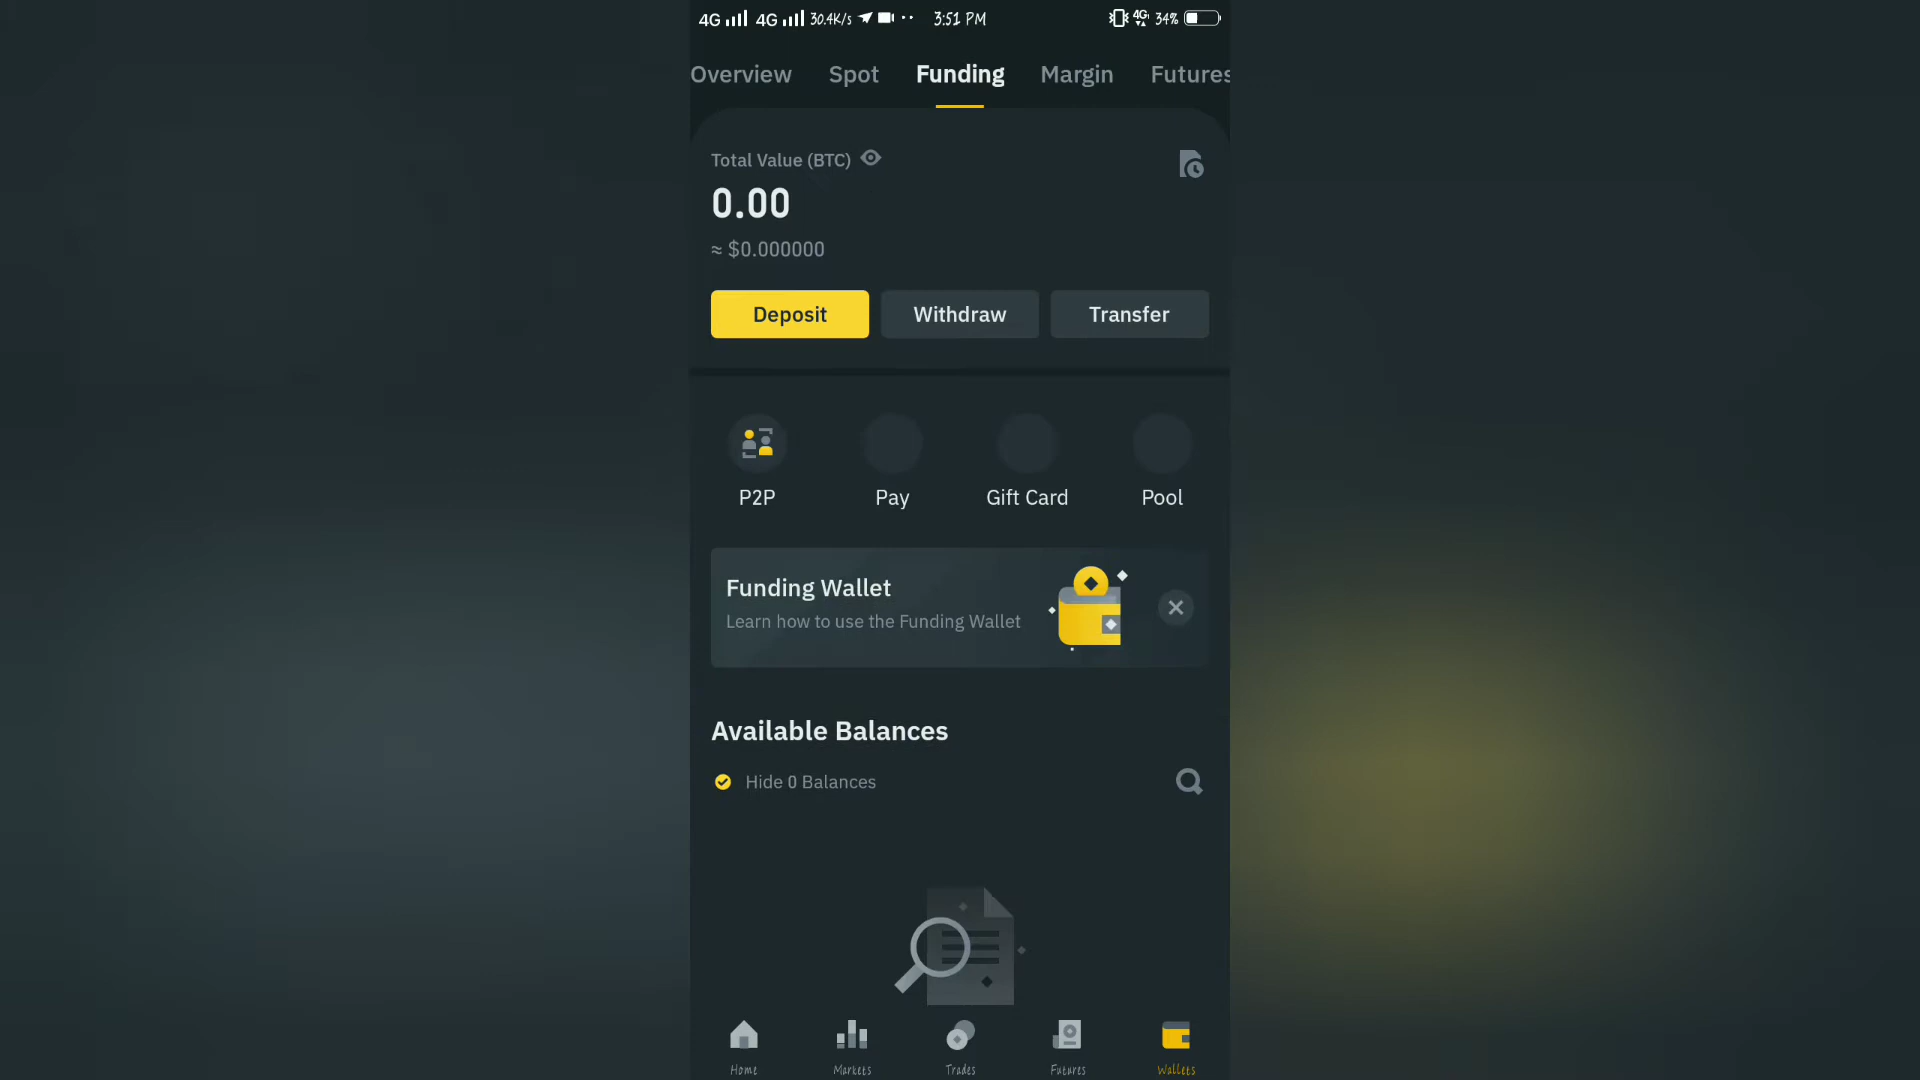 4G 4G 30.4K/s 3:51 PM 4G 34%
Overview Spot Funding Margin Futures
Total Value (BTC)
0.00
≈ $0.000000
Deposit Withdraw Transfer
P2P Pay Gift Card Pool
Funding Wallet
Learn how to use the Funding Wallet
Available Balances
Hide 0 Balances
Home Markets Trades Futures Wallets